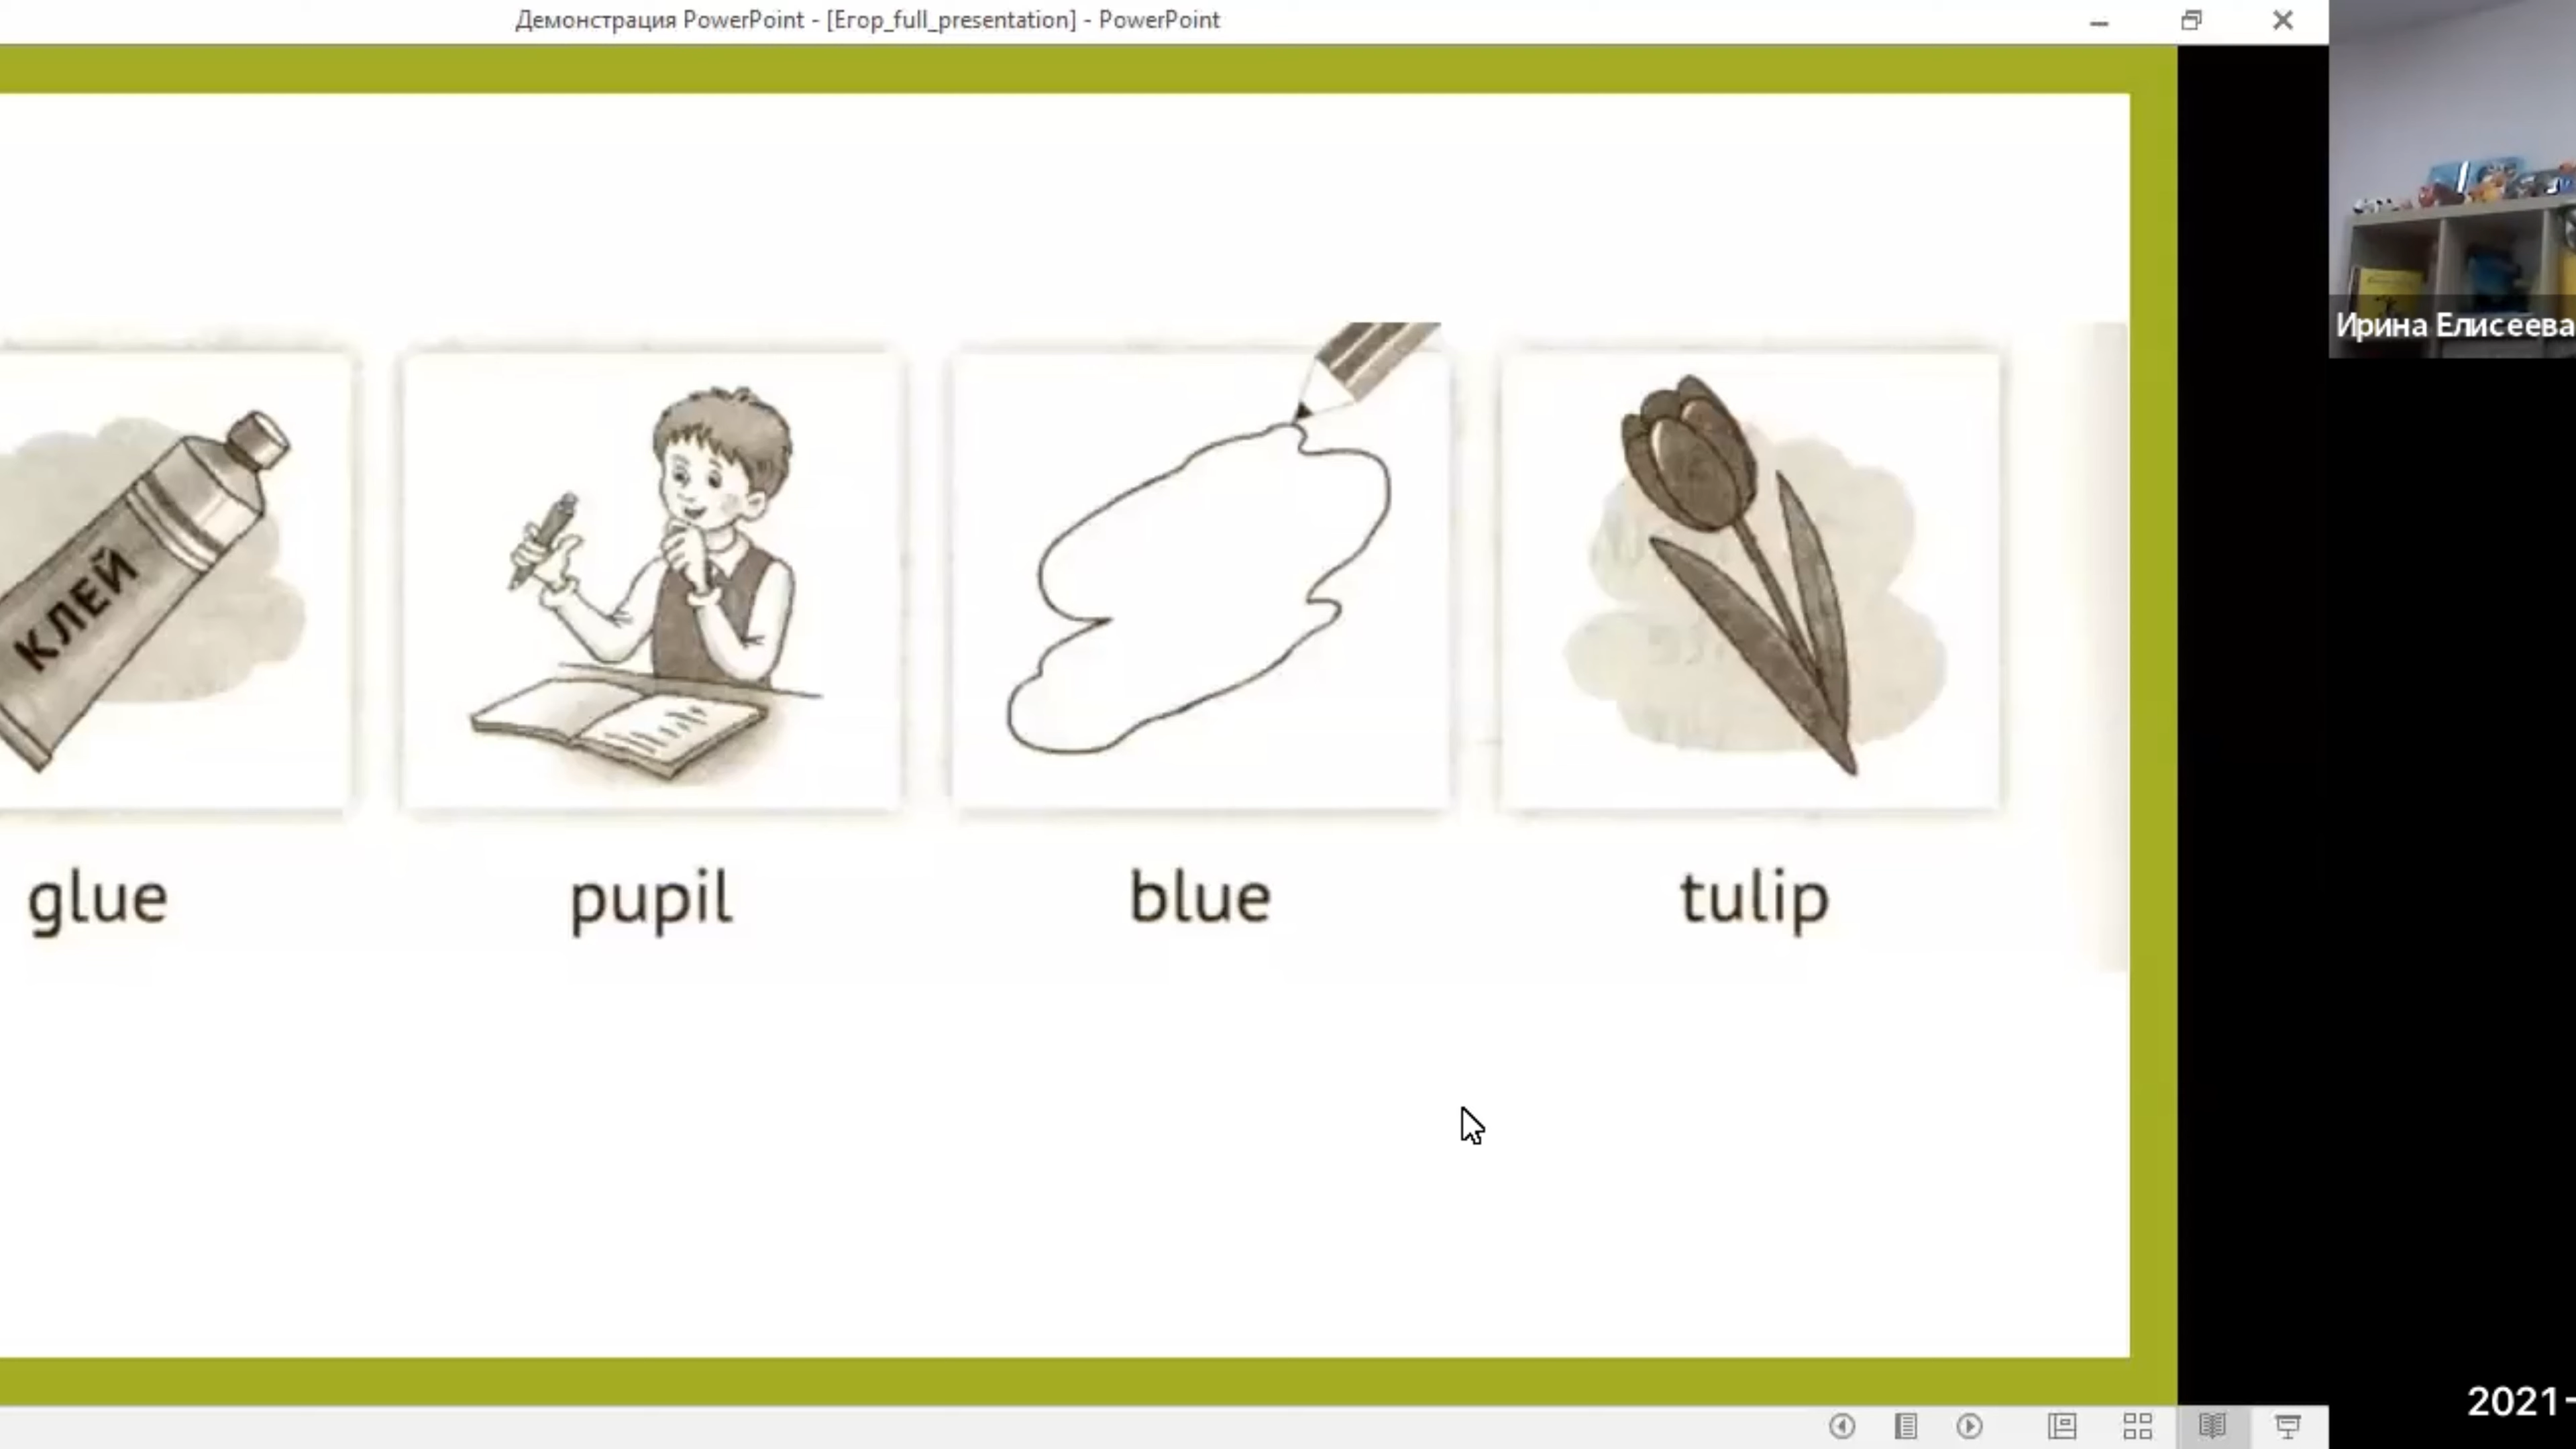 Демонстрация PowerPoint - [Егор_full_presentation] - PowerPoint
Ирина Елисеева
КЛЕЙ
glue
pupil
blue
tulip
2021-